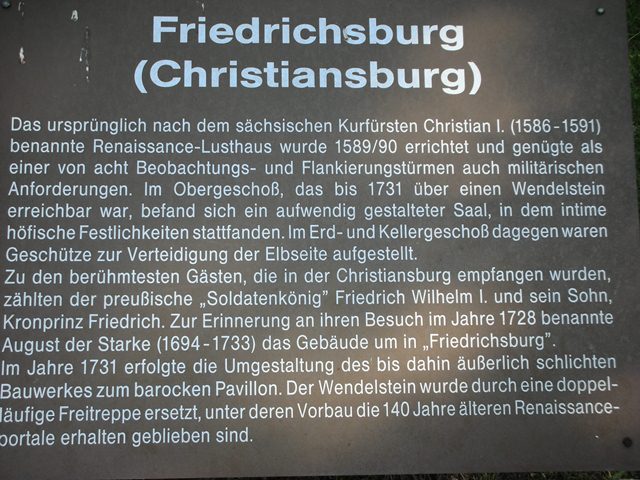 Friedrichsburg
(Christiansburg)
Das ursprünglich nach dem sächsischen Kurfürsten Christian I. (1586-1591)
benannte Renaissance-Lusthaus wurde 1589/90 errichtet und genügte als
einer von acht Beobachtungs- und Flankierungstürmen auch militärischen
Anforderungen. Im Obergeschoß, das bis 1731 über einen Wendelstein
erreichbar war, befand sich ein aufwendig gestalteter Saal, in dem intime
höfische Festlichkeiten stattfanden. Im Erd- und Kellergeschoß dagegen waren
Geschütze zur Verteidigung der Elbseite aufgestellt.
Zu den berühmtesten Gästen, die in der Christiansburg empfangen wurden,
zählten der preußische „Soldatenkönig" Friedrich Wilhelm I. und sein Sohn,
Kronprinz Friedrich. Zur Erinnerung an ihren Besuch im Jahre 1728 benannte
August der Starke (1694-1733) das Gebäude um in „Friedrichsburg".
Im Jahre 1731 erfolgte die Umgestaltung des bis dahin äußerlich schlichten
Bauwerkes zum barocken Pavillon. Der Wendelstein wurde durch eine doppel-
läufige Freitreppe ersetzt, unter deren Vorbau die 140 Jahre älteren Renaissance-
portale erhalten geblieben sind.